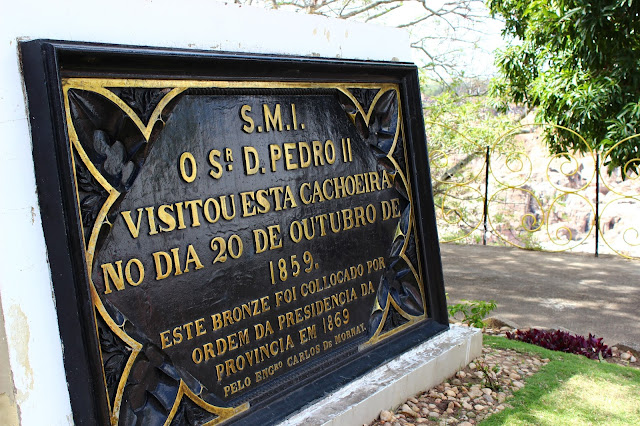 S.M.I.
O SR. D. PEDRO II
VISITOU ESTA CACHOEIRA
NO DIA 20 DE OUTUBRO DE
1859.
ESTE BRONZE FOI COLLOCADO POR
ORDEM DA PRESIDENCIA DA
PROVINCIA EM 1869
PELO ENGRO CARLOS DE MORNAY.